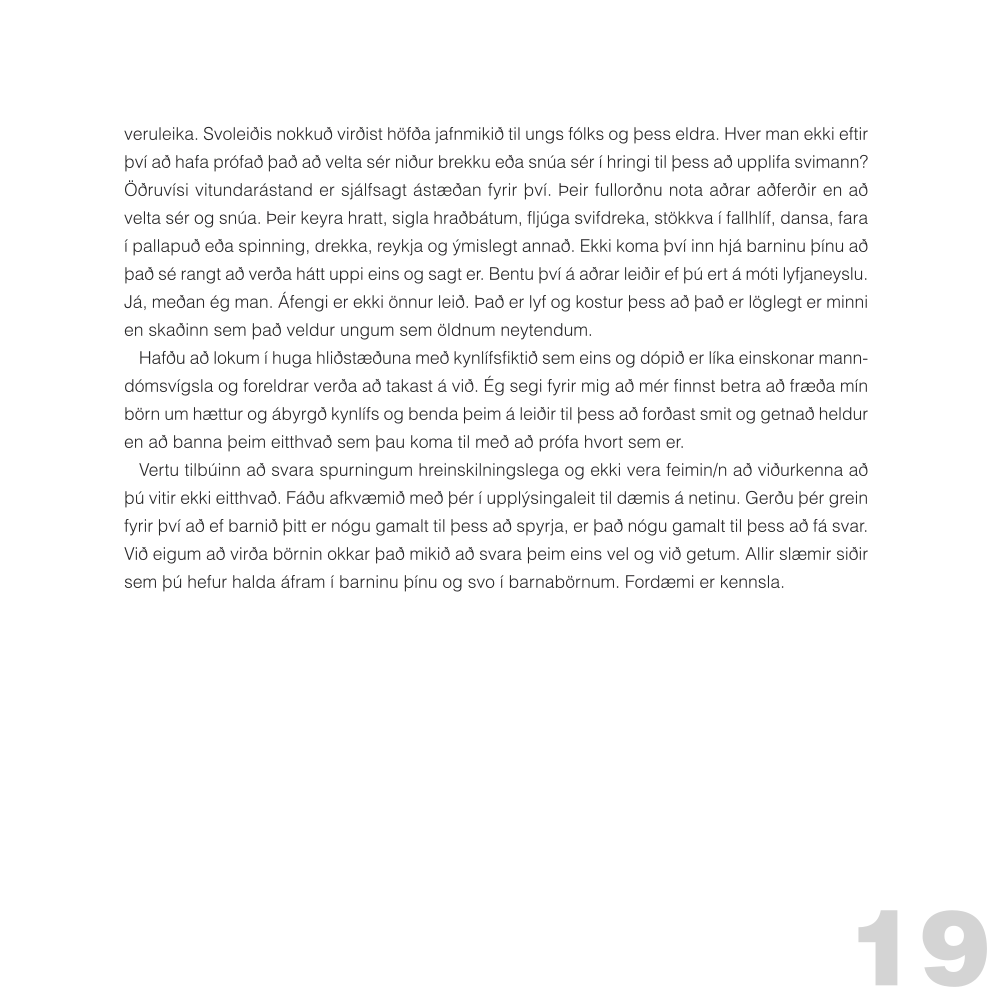 veruleika. Svoleiðis nokkuð virðist höfða jafnmikið til ungs fólks og þess eldra. Hver man ekki eftir
því að hafa prófað það að velta sér niður brekku eða snúa sér í hringi til þess að upplifa svimann?
Öðruvísi vitundarástand er sjálfsagt ástæðan fyrir því. Þeir fullorðnu nota aðrar aðferðir en að
velta sér og snúa. Þeir keyra hratt, sigla hraðbátum, fljúga svifdreka, stökkva í fallhlíf, dansa, fara
í pallapuð eða spinning, drekka, reykja og ýmislegt annað. Ekki koma því inn hjá barninu þínu að
það sé rangt að verða hátt uppi eins og sagt er. Bentu því á aðrar leiðir ef þú ert á móti lyfjaneyslu.
Já, meðan ég man. Áfengi er ekki önnur leið. Það er lyf og kostur þess að það er löglegt er minni
en skaðinn sem það veldur ungum sem öldnum neytendum.
Hafðu að lokum í huga hliðstæðuna með kynlífsfiktið sem eins og dópið er líka einskonar mann-
dómsvígsla og foreldrar verða að takast á við. Ég segi fyrir mig að mér finnst betra að fræða mín
börn um hættur og ábyrgð kynlífs og benda þeim á leiðir til þess að forðast smit og getnað heldur
en að banna þeim eitthvað sem þau koma til með að prófa hvort sem er.
Vertu tilbúinn að svara spurningum hreinskilningslega og ekki vera feimin/n að viðurkenna að
þú vitir ekki eitthvað. Fáðu afkvæmið með þér í upplýsingaleit til dæmis á netinu. Gerðu þér grein
fyrir því að ef barnið þitt er nógu gamalt til þess að spyrja, er það nógu gamalt til þess að fá svar.
Við eigum að virða börnin okkar það mikið að svara þeim eins vel og við getum. Allir slæmir siðir
sem þú hefur halda áfram í barninu þínu og svo í barnabörnum. Fordæmi er kennsla.
19